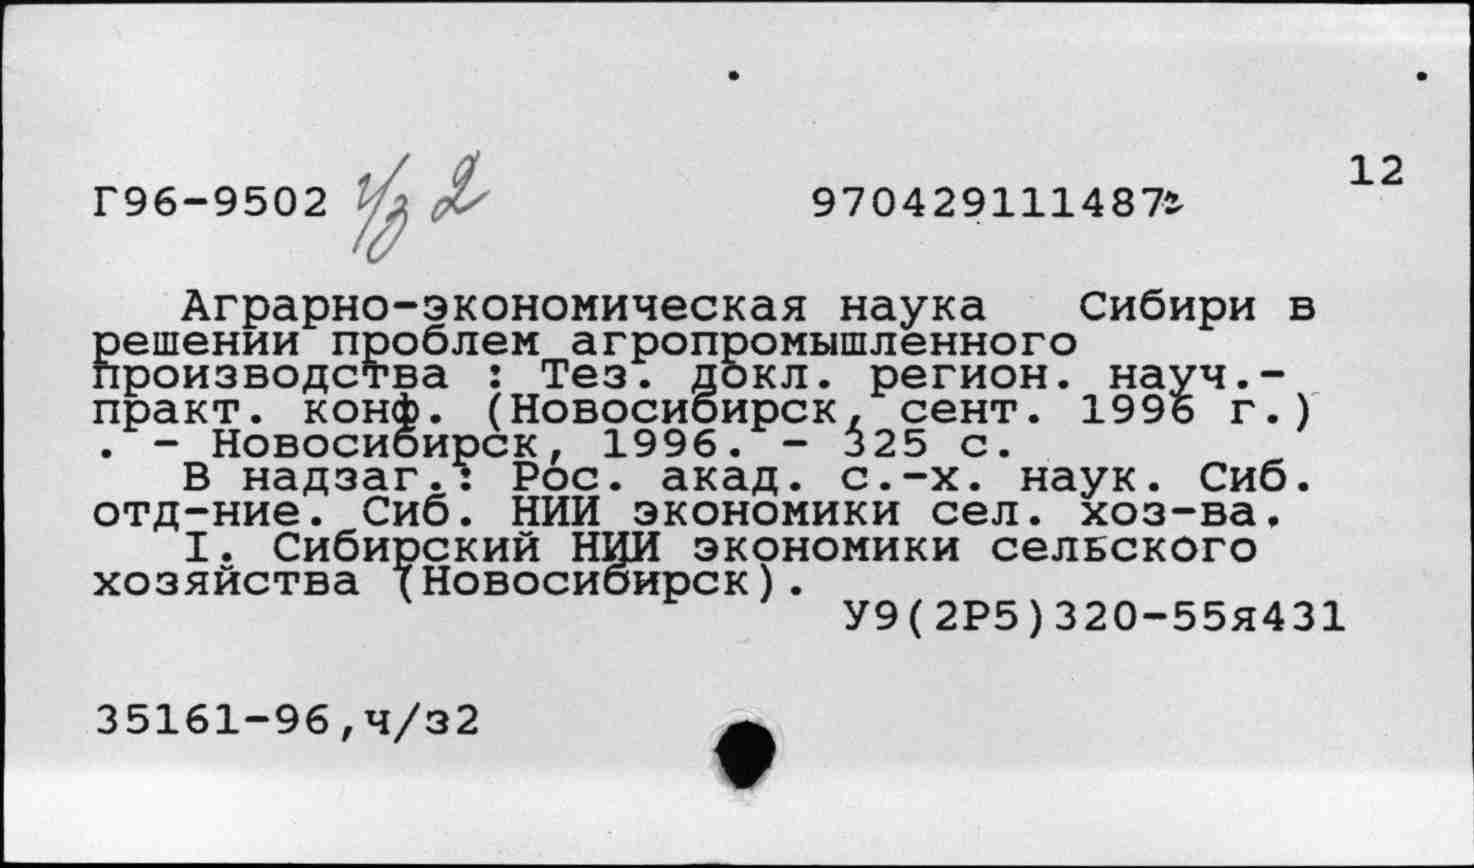 12
Г96-9502 ч/з 2 970429111487
Аграрно-экономическая наука Сибири в
решении проблем агропромышленного
производства : Тез. докл. регион. науч.-
практ. конф. (Новосибирск, сент. 1996 г.)
. - Новосибирск, 1996. - 325 с.
В надзаг.: Рос. акад. с.-х. наук. Сиб.
отд-ние. Сиб. НИИ экономики сел. хоз-ва.
I. Сибирский НИИ экономики сельского
хозяйства (Новосибирск).
У9(2Р5)320-55я431
35161-96,ч/з2